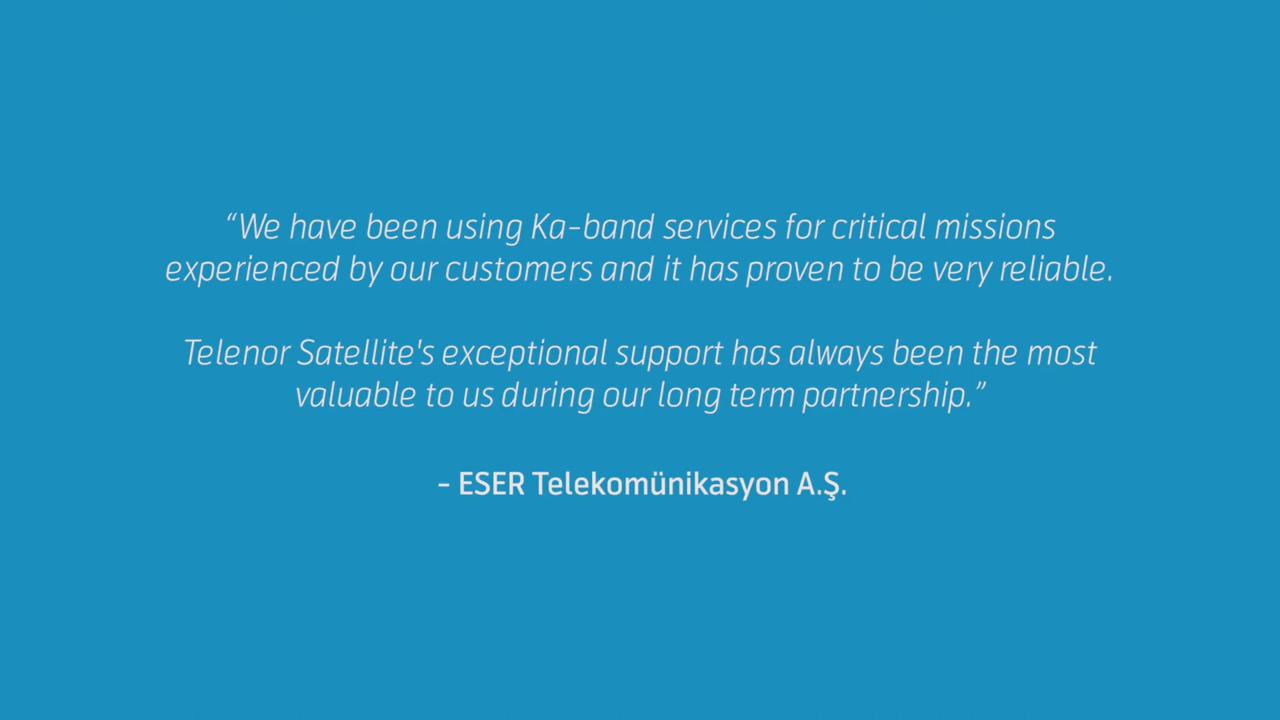 “We have been using Ka-band services for critical missions
experienced by our customers and it has proven to be very reliable.
Telenor Satellite's exceptional support has always been the most
valuable to us during our long term partnership.”
- ESER Telekomünikasyon A.Ş.